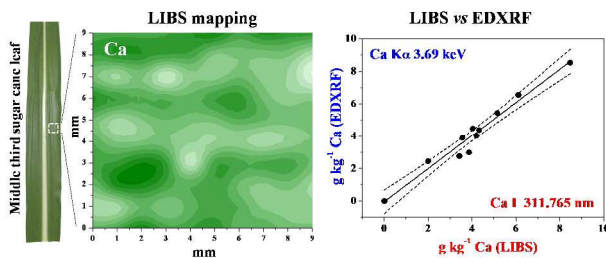 LIBS mapping
LIBS vs EDXRF
Middle third sugar cane leaf
Ca
mm
9
8
7
6
5
4
3
2
1
0
0 1 2 3 4 5 6 7 8 9
mm
Ca Kα 3.69 keV
g kg-1 Ca (EDXRF)
10
8
6
4
2
0
Ca I 311.765 nm
0 2 4 6 8 10
g kg-1 Ca (LIBS)